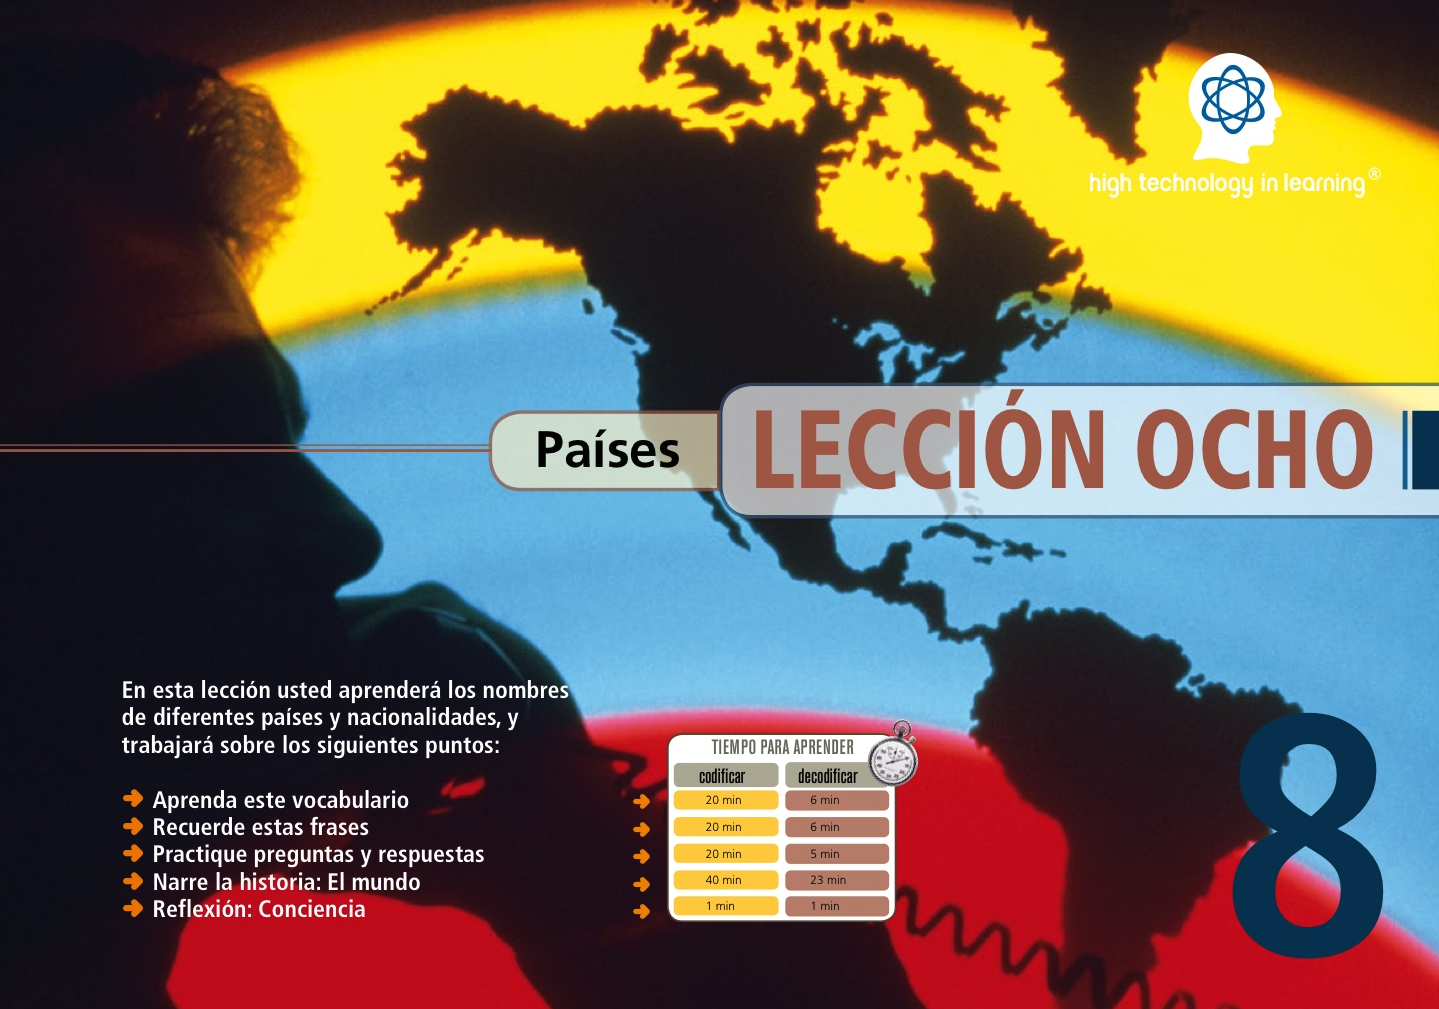 high technology in learning®
Países
LECCIÓN OCHO
En esta lección usted aprenderá los nombres
de diferentes países y nacionalidades, y
trabajará sobre los siguientes puntos:
Aprenda este vocabulario
Recuerde estas frases
Practique preguntas y respuestas
Narre la historia: El mundo
Reflexión: Conciencia
TIEMPO PARA APRENDER
codificar decodificar
20 min 6 min
20 min 6 min
20 min 5 min
40 min 23 min
1 min 1 min
8